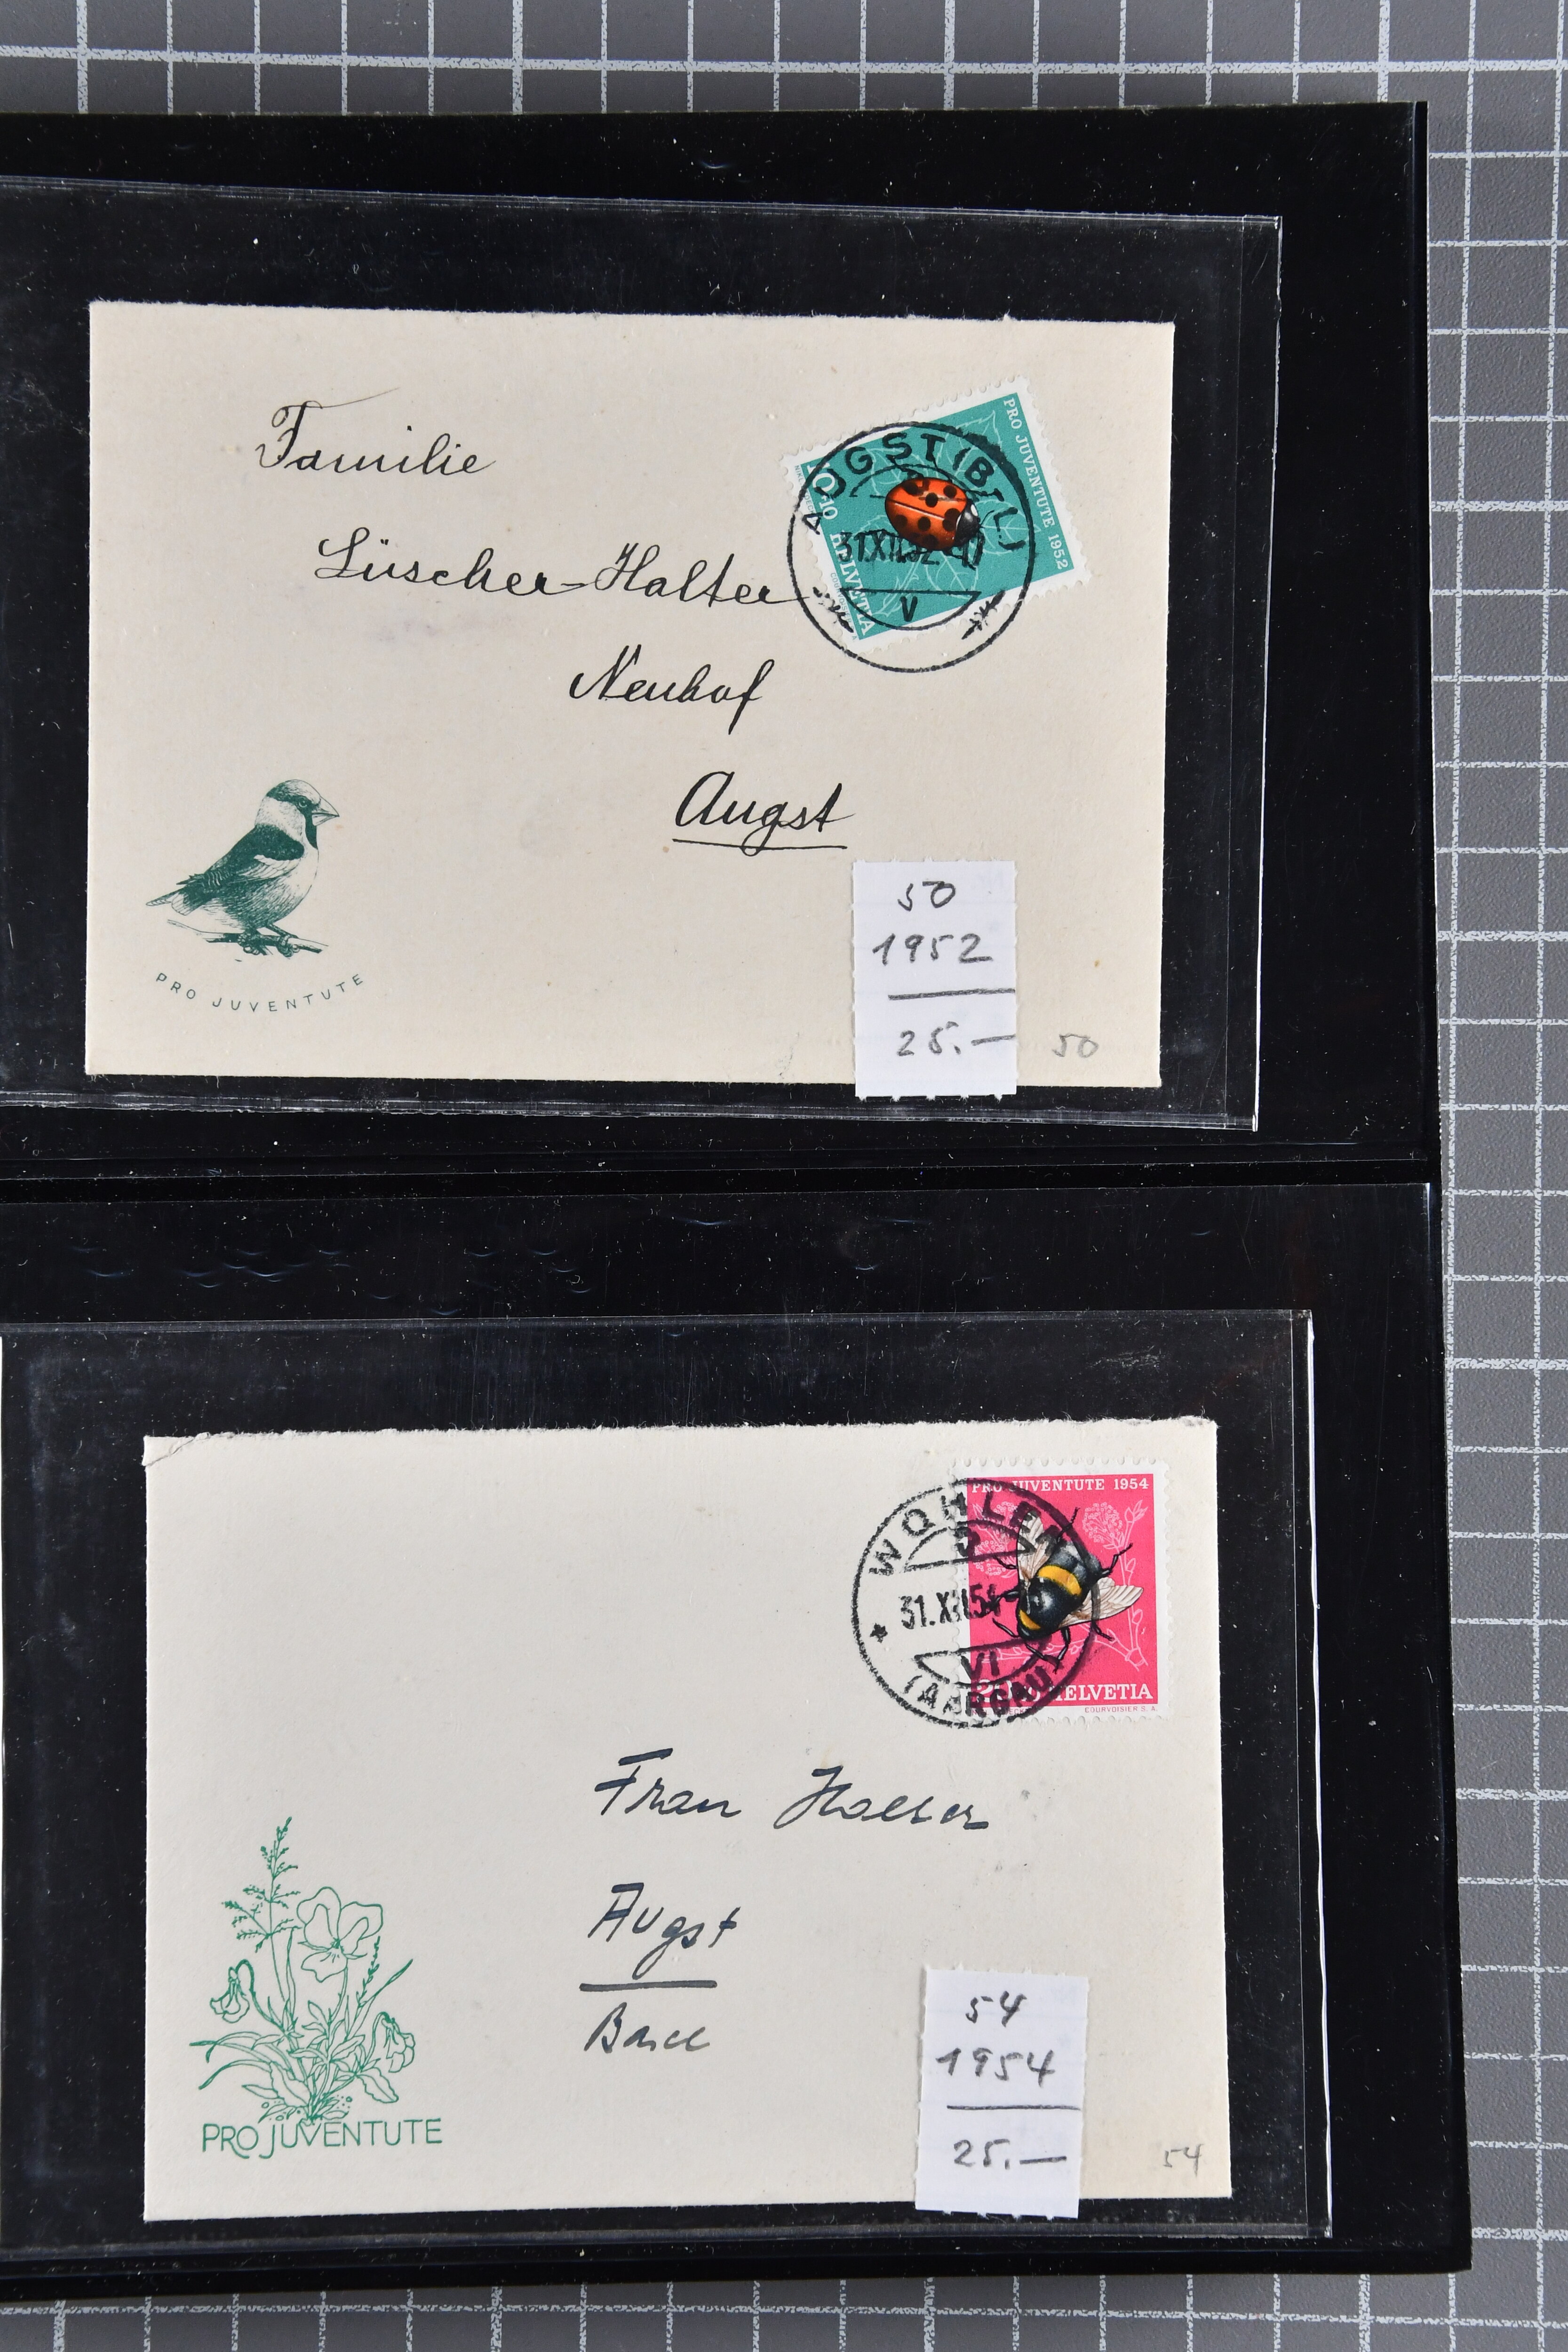 Familie
Lüscher-Halter
Neuhof
Augst
PRO JUVENTUTE 1952
10+10 HELVETIA
AUGST (BL)
31.XII.52
V
PRO JUVENTUTE
50
1952
25.—
50
PRO JUVENTUTE 1954
HELVETIA
COURVOISIER S.A.
WOHLEN
3
31.XII.54
VI
(AARGAU)
Frau
Augst
Basel
PRO JUVENTUTE
54
1954
25.—
54